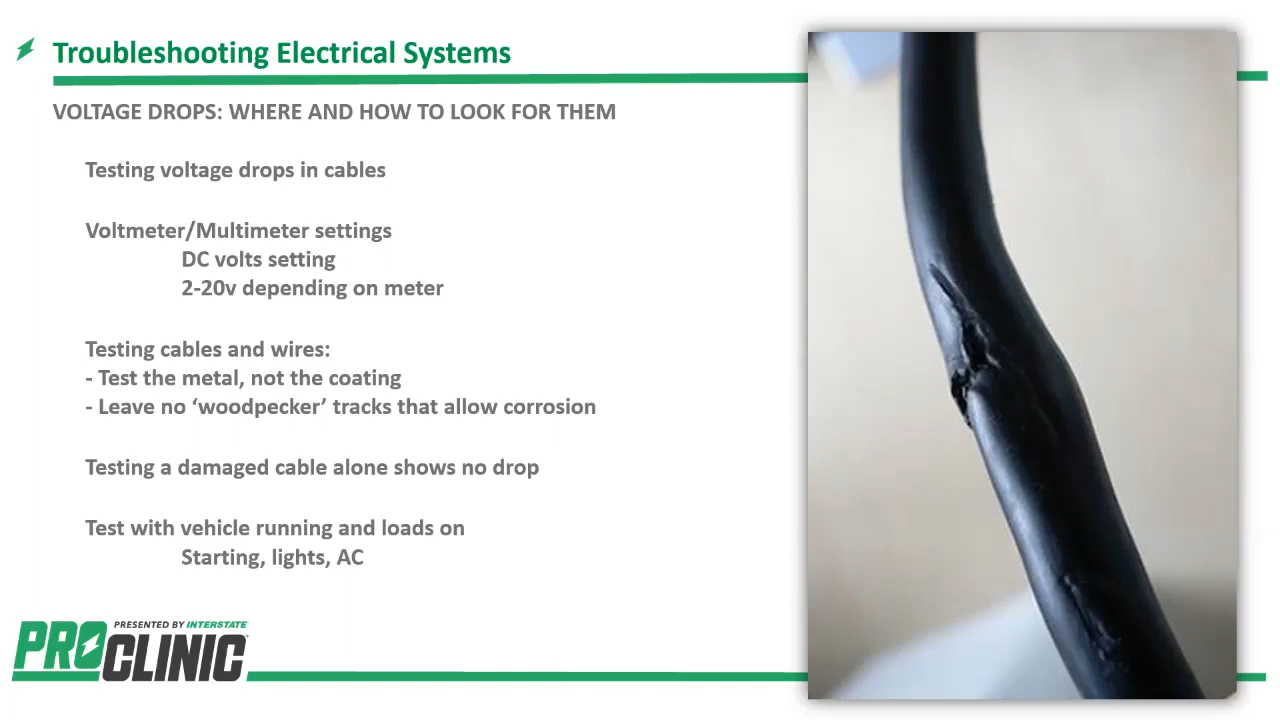 Troubleshooting Electrical Systems
VOLTAGE DROPS: WHERE AND HOW TO LOOK FOR THEM
Testing voltage drops in cables
Voltmeter/Multimeter settings
DC volts setting
2-20v depending on meter
Testing cables and wires:
- Test the metal, not the coating
- Leave no ‘woodpecker’ tracks that allow corrosion
Testing a damaged cable alone shows no drop
Test with vehicle running and loads on
Starting, lights, AC
PRESENTED BY INTERSTATE
PROCLINIC